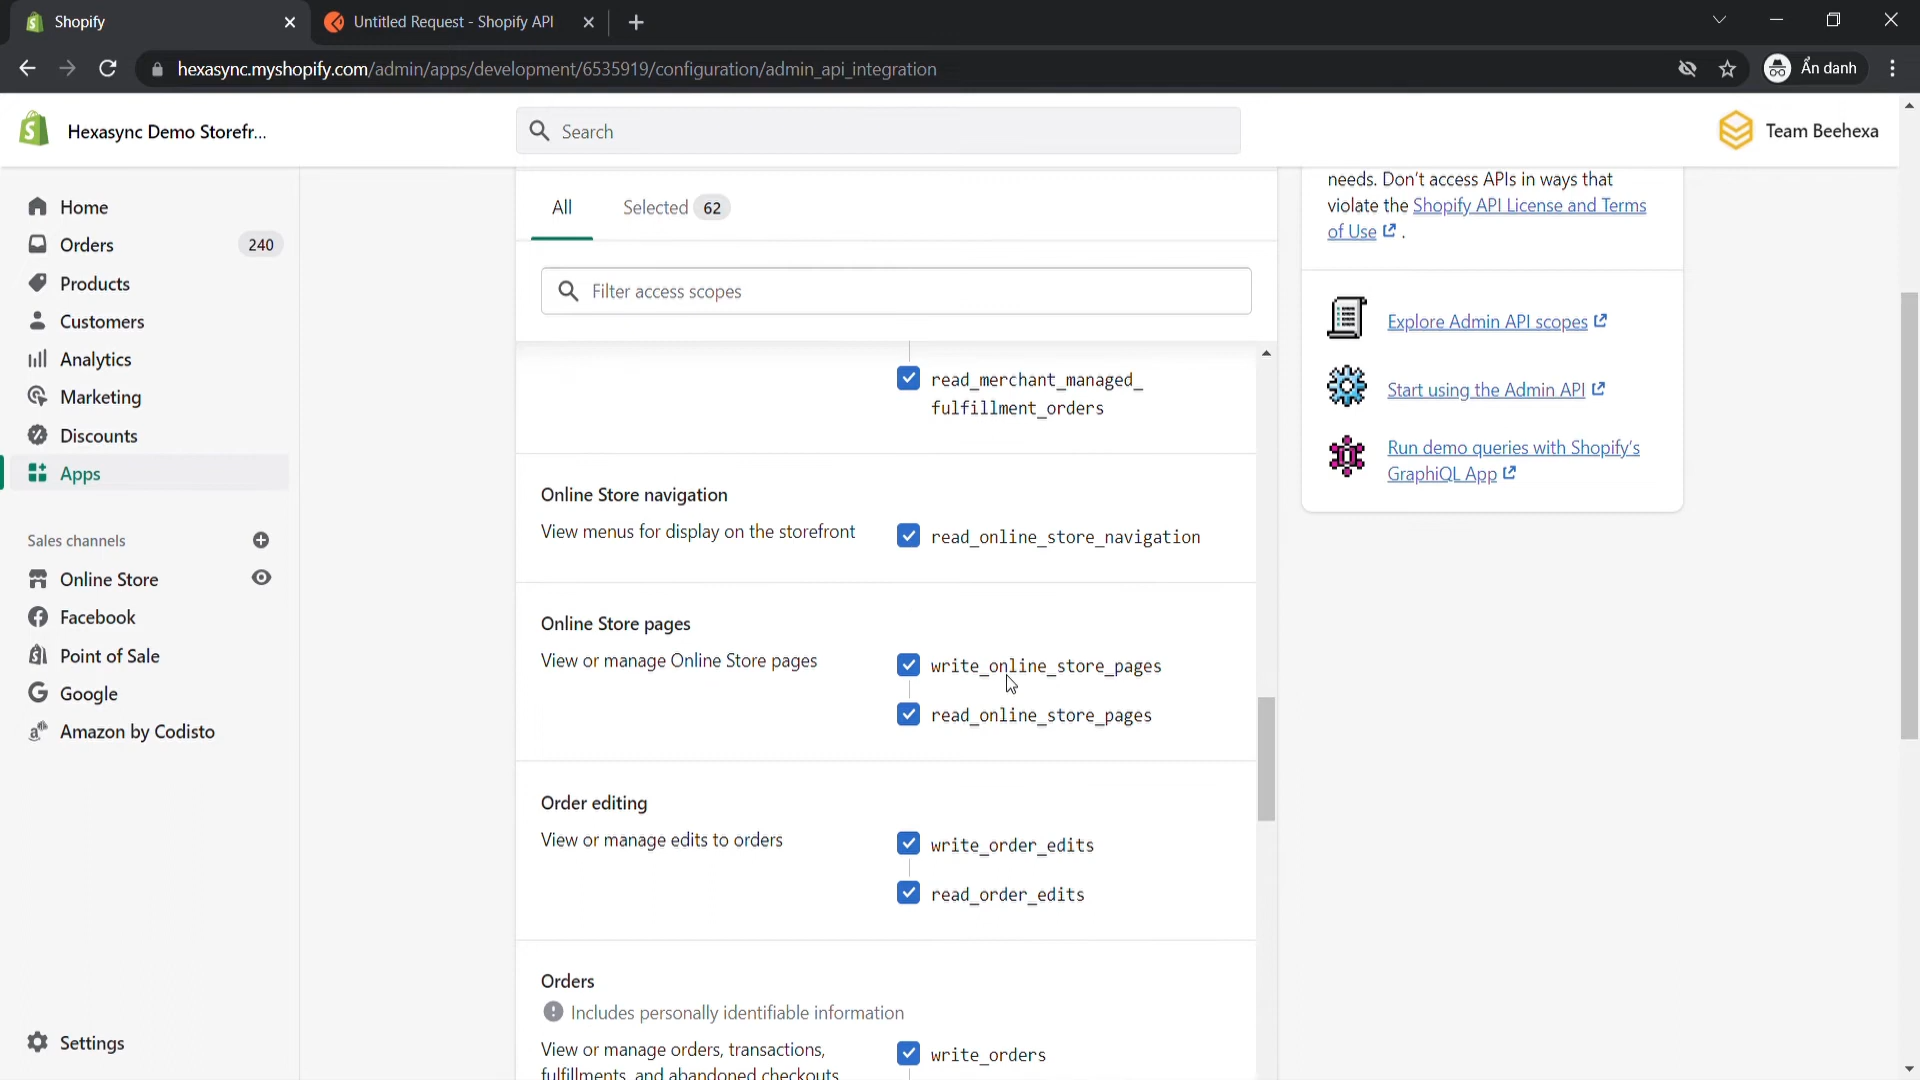 Shopify
Untitled Request - Shopify API
hexasync.myshopify.com/admin/apps/development/6535919/configuration/admin_api_integration
Ẩn danh
Hexasync Demo Storefr...
Search
Team Beehexa
Home
Orders 240
Products
Customers
Analytics
Marketing
Discounts
Apps
Sales channels
Online Store
Facebook
Point of Sale
Google
Amazon by Codisto
Settings
All
Selected 62
Filter access scopes
read_merchant_managed_
fulfillment_orders
Online Store navigation
View menus for display on the storefront
read_online_store_navigation
Online Store pages
View or manage Online Store pages
write_online_store_pages
read_online_store_pages
Order editing
View or manage edits to orders
write_order_edits
read_order_edits
Orders
Includes personally identifiable information
View or manage orders, transactions,
fulfillments, and abandoned checkouts
write_orders
needs. Don't access APIs in ways that
violate the Shopify API License and Terms
of Use .
Explore Admin API scopes
Start using the Admin API
Run demo queries with Shopify's
GraphiQL App